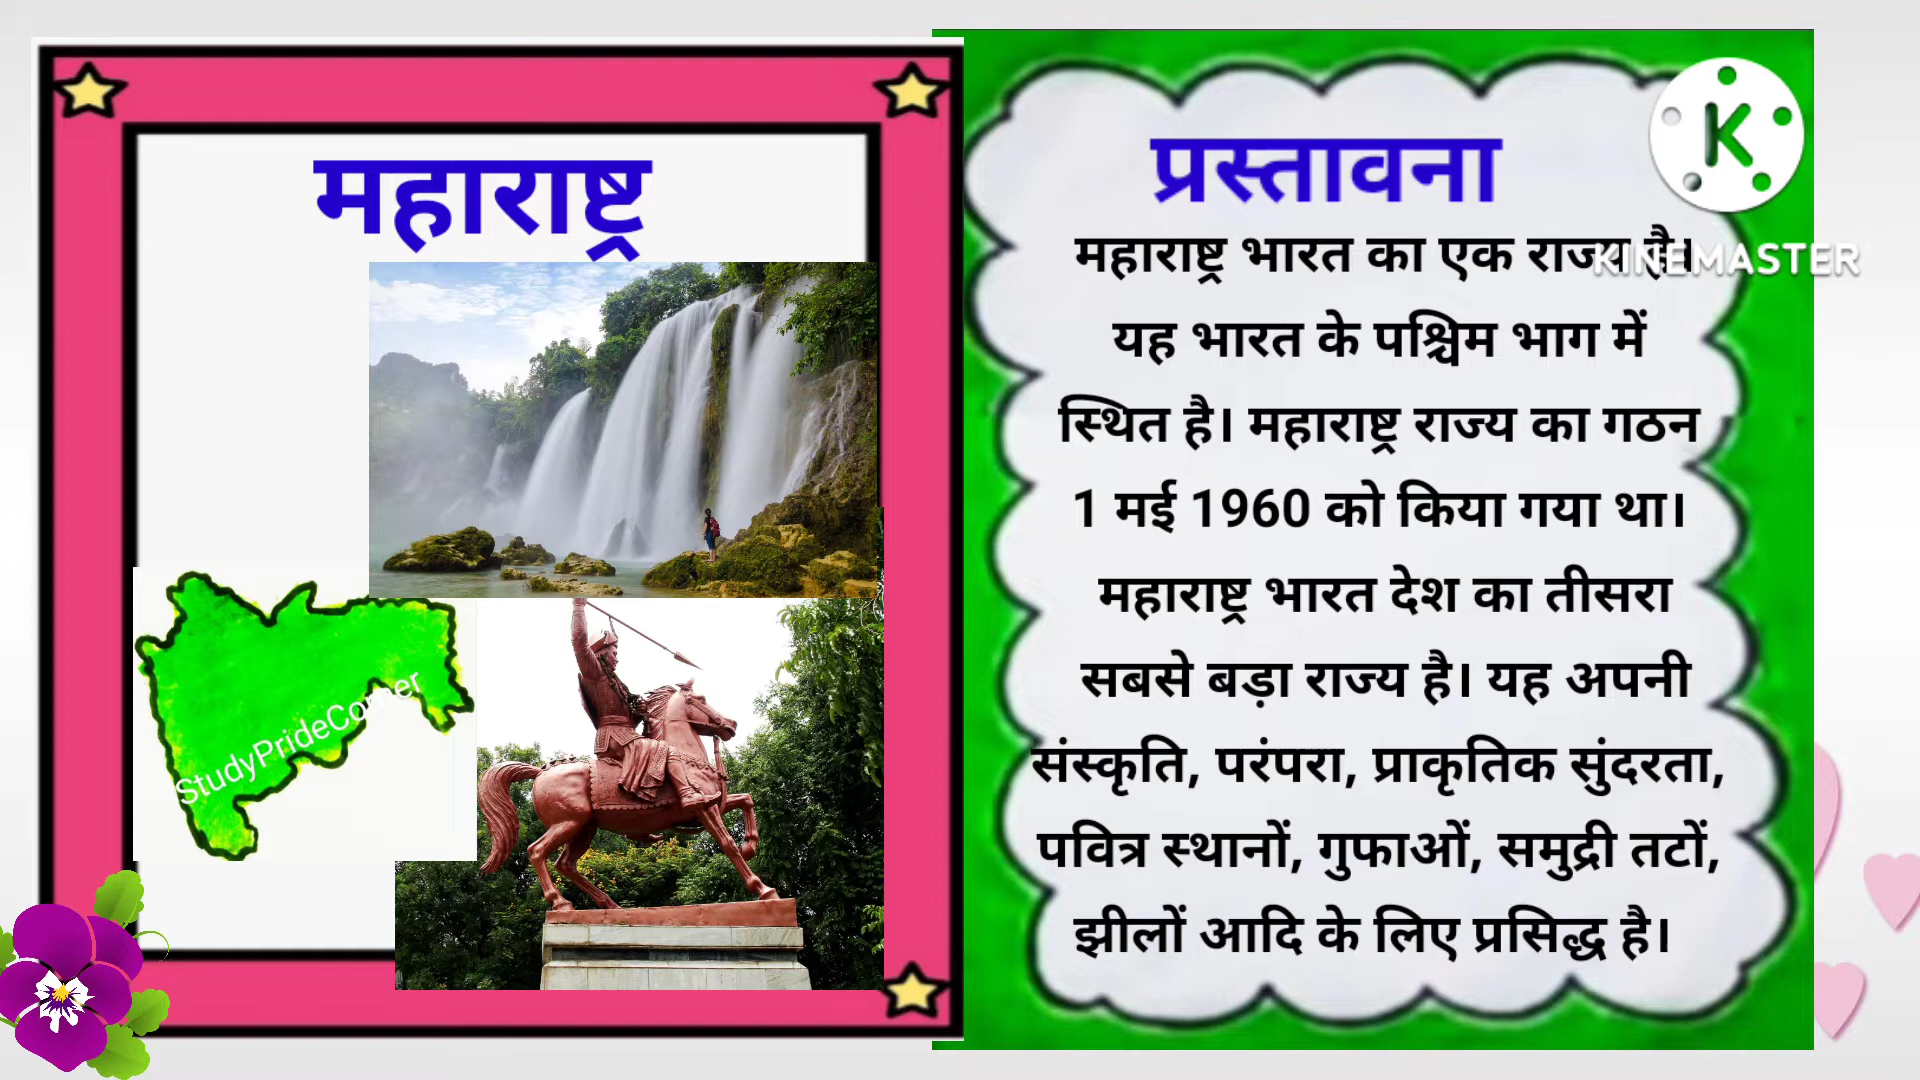 महाराष्ट्र
StudyPrideCorner
प्रस्तावना
महाराष्ट्र भारत का एक राज्य है।
यह भारत के पश्चिम भाग में
स्थित है। महाराष्ट्र राज्य का गठन
1 मई 1960 को किया गया था।
महाराष्ट्र भारत देश का तीसरा
सबसे बड़ा राज्य है। यह अपनी
संस्कृति, परंपरा, प्राकृतिक सुंदरता,
पवित्र स्थानों, गुफाओं, समुद्री तटों,
झीलों आदि के लिए प्रसिद्ध है।
K
KINEMASTER